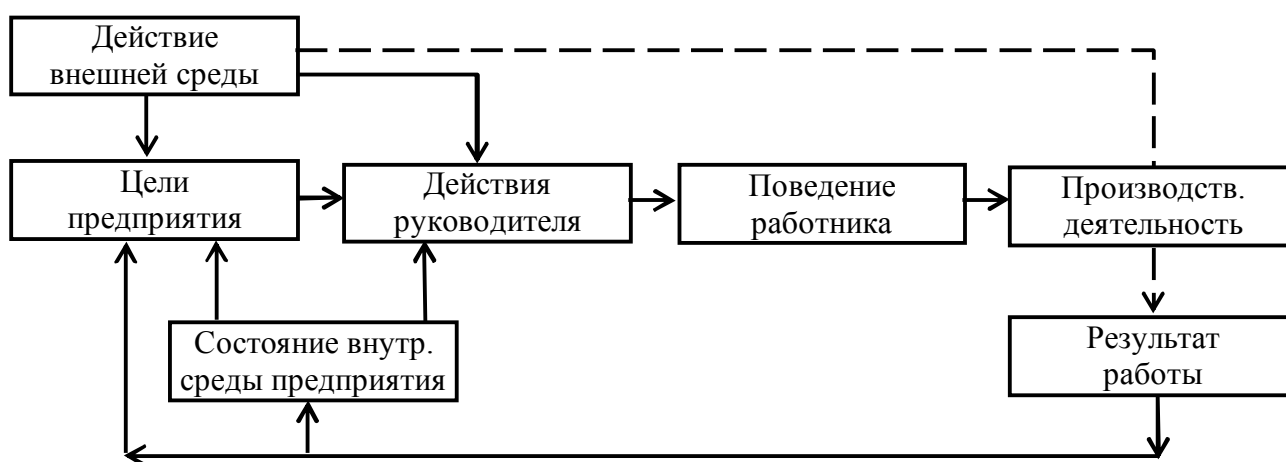 Действие
внешней среды
Цели
предприятия
Действия
руководителя
Поведение
работника
Производств.
деятельность
Состояние внутр.
среды предприятия
Результат
работы